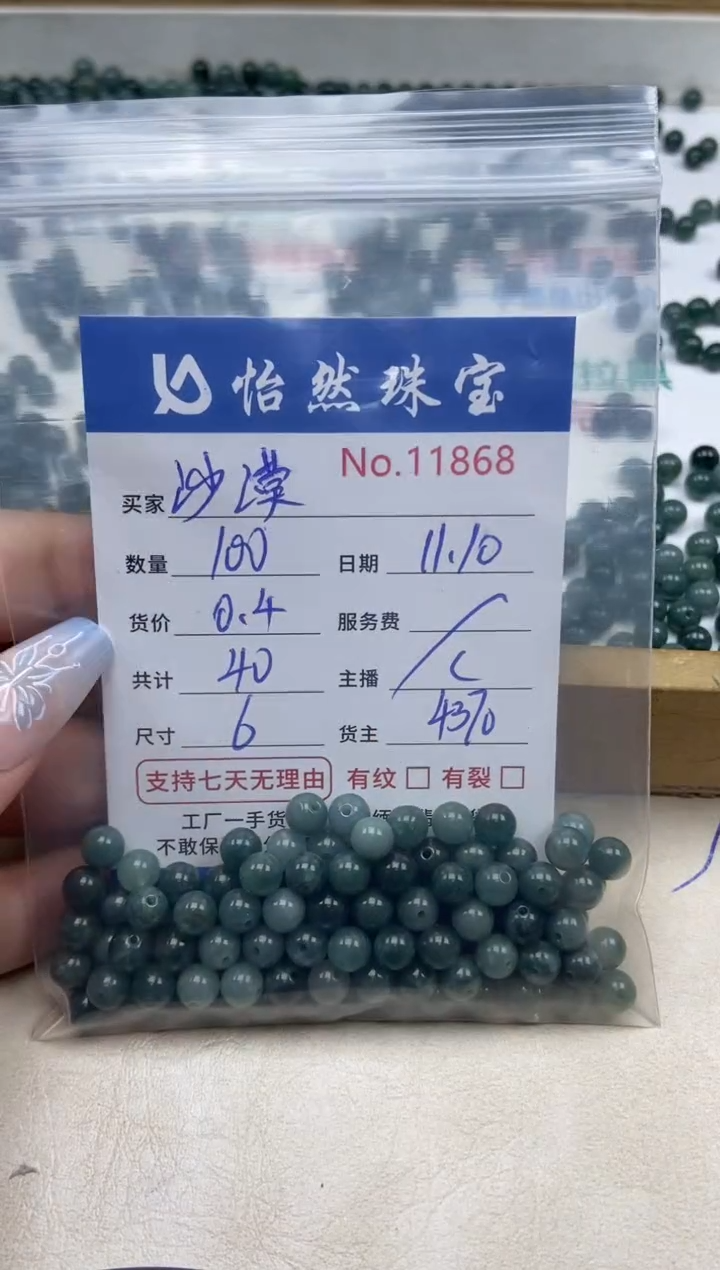 怡然珠宝
No.11868
买家 沙漠
数量 100 日期 11.10
货价 0.4 服务费 /
共计 40 主播 C
尺寸 6 货主
支持七天无理由 有纹 □ 有裂 □
工厂一手货
不敢保